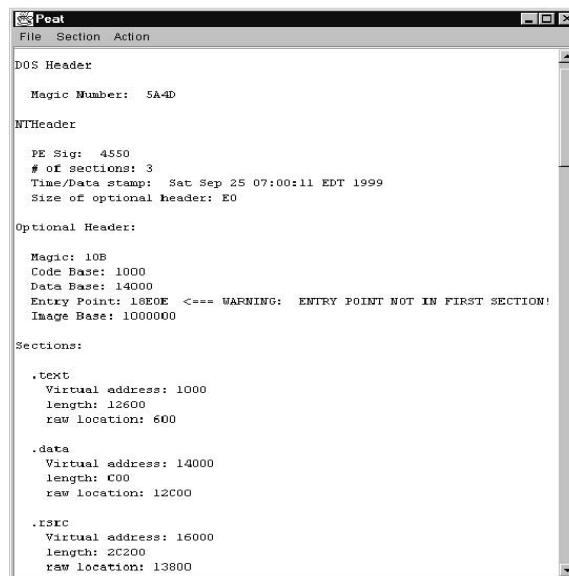 Peat
File Section Action
DOS Header
Magic Number: 5A4D
NTHeader
PE Sig: 4550
# of sections: 3
Time/Data stamp: Sat Sep 25 07:00:11 EDT 1999
Size of optional header: E0
Optional Header:
Magic: 10B
Code Base: 1000
Data Base: 14000
Entry Point: 18E0E <=== WARNING: ENTRY POINT NOT IN FIRST SECTION!
Image Base: 1000000
Sections:
.text
Virtual address: 1000
length: 12600
raw location: 600
.data
Virtual address: 14000
length: C00
raw location: 12C00
.rsrc
Virtual address: 16000
length: 2C200
raw location: 13800